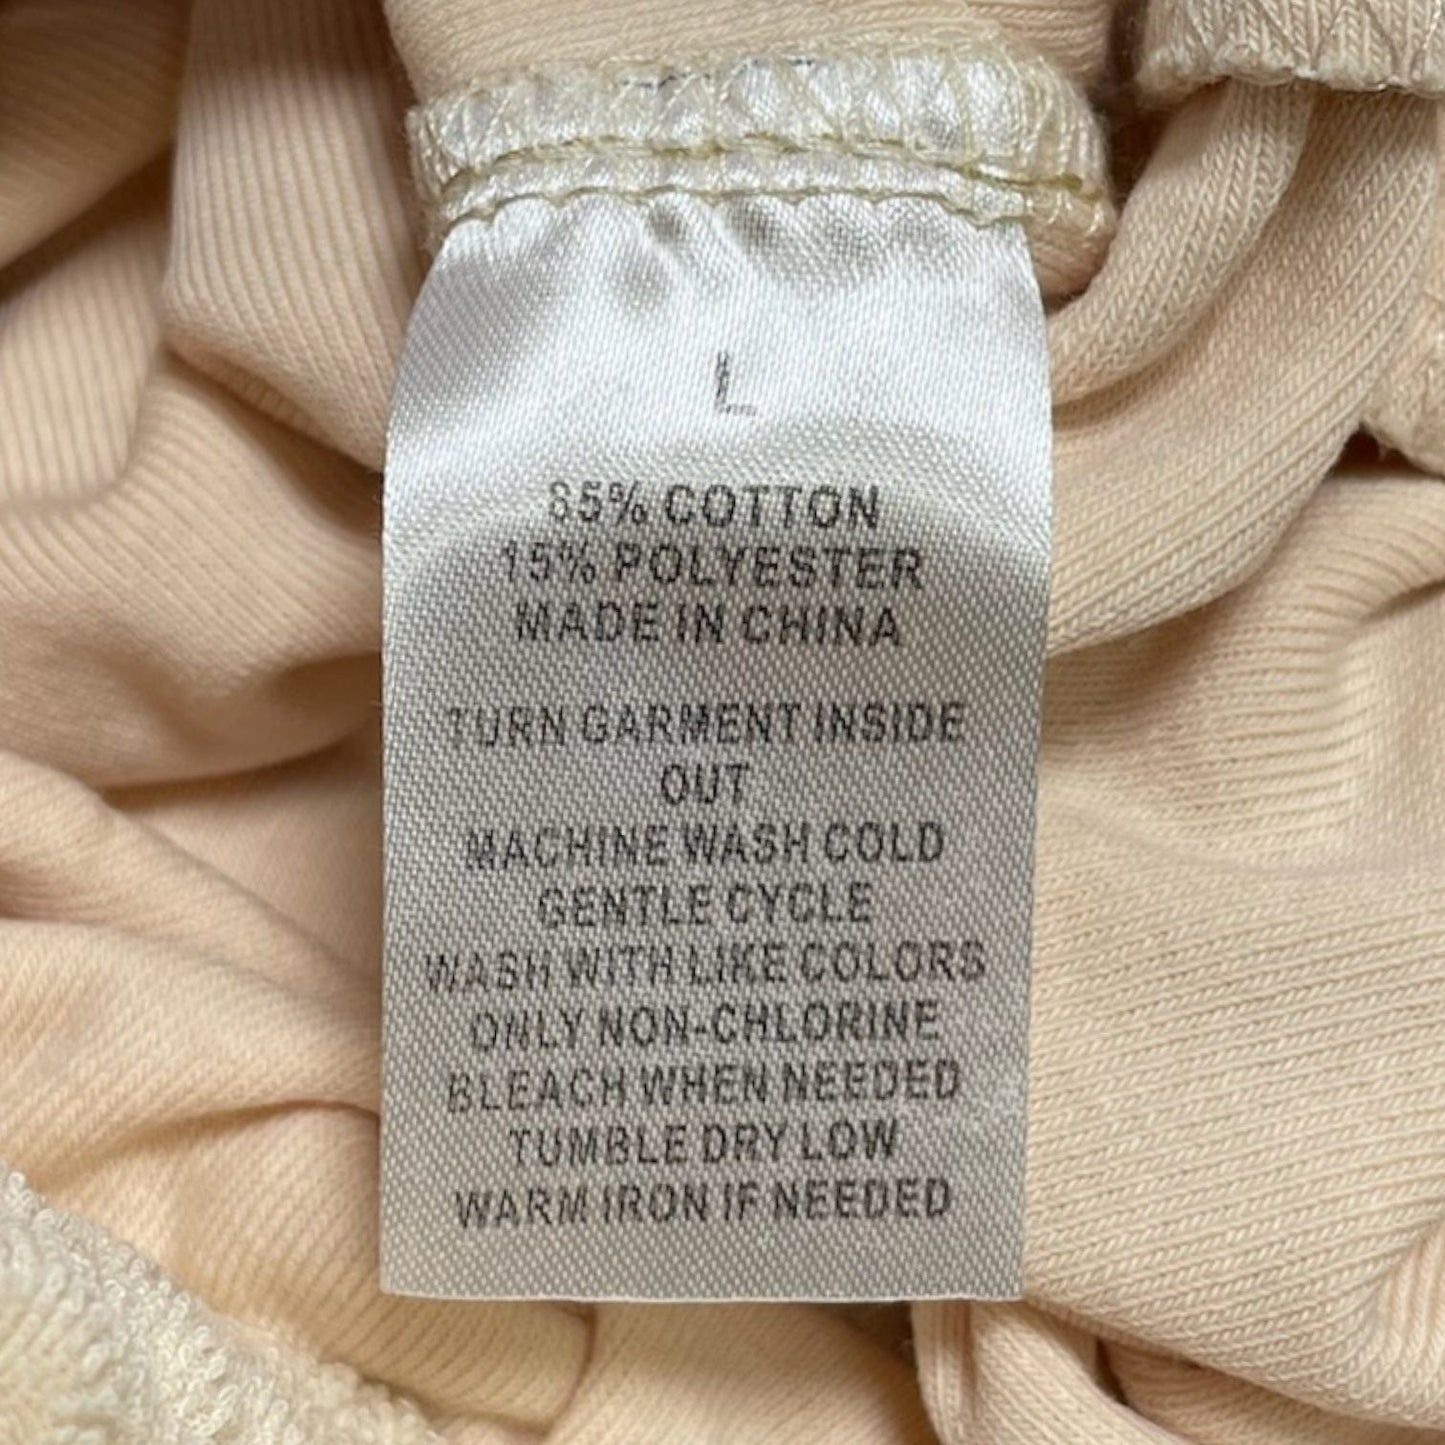 L
85% COTTON
15% POLYESTER
MADE IN CHINA
TURN GARMENT INSIDE
OUT
MACHINE WASH COLD
GENTLE CYCLE
WASH WITH LIKE COLORS
ONLY NON-CHLORINE
BLEACH WHEN NEEDED
TUMBLE DRY LOW
WARM IRON IF NEEDED